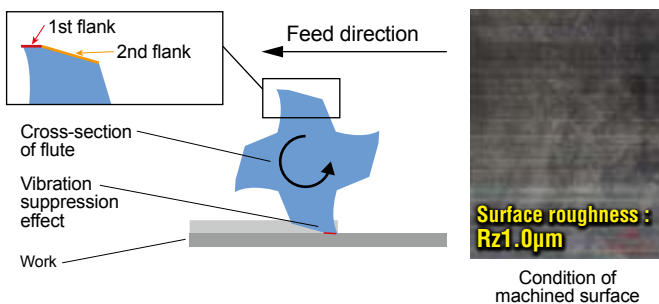 1st flank
2nd flank
Feed direction
Cross-section
of flute
Vibration
suppression
effect
Work
Surface roughness :
Rz1.0μm
Condition of
machined surface